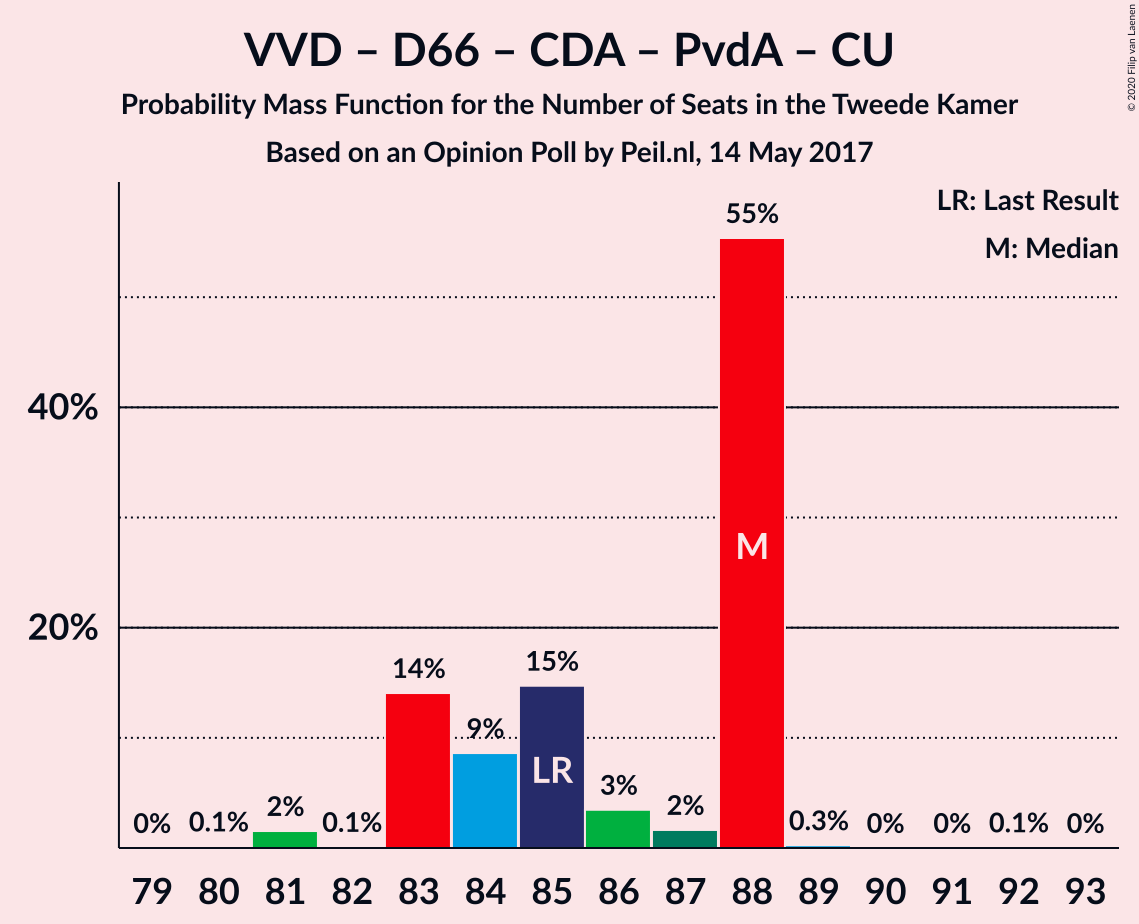 VVD – D66 – CDA – PvdA – CU
Probability Mass Function for the Number of Seats in the Tweede Kamer
Based on an Opinion Poll by Peil.nl, 14 May 2017
© 2020 Filip van Laenen
LR: Last Result
M: Median
55%
40%
M
20%
15%
14%
9%
LR
3%
2%
2%
0% 0.1% 0.1% 0.3% 0% 0% 0.1% 0%
79 80 81 82 83 84 85 86 87 88 89 90 91 92 93